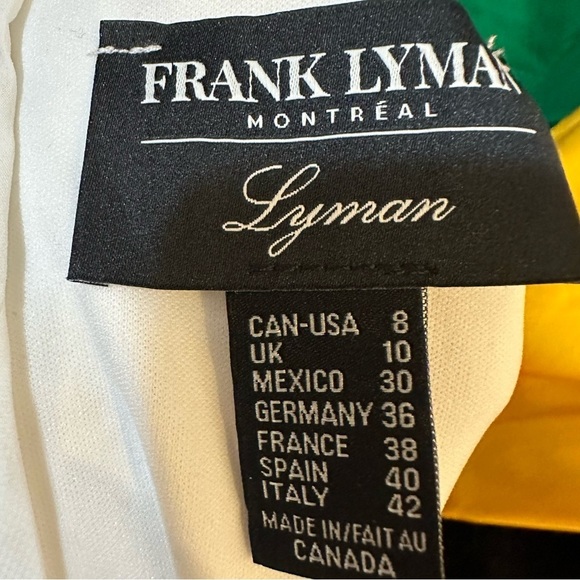 FRANK LYMA
MONTRÉAL
Lyman
CAN-USA 8
UK 10
MEXICO 30
GERMANY 36
FRANCE 38
SPAIN 40
ITALY 42
MADE IN/FAIT AU
CANADA